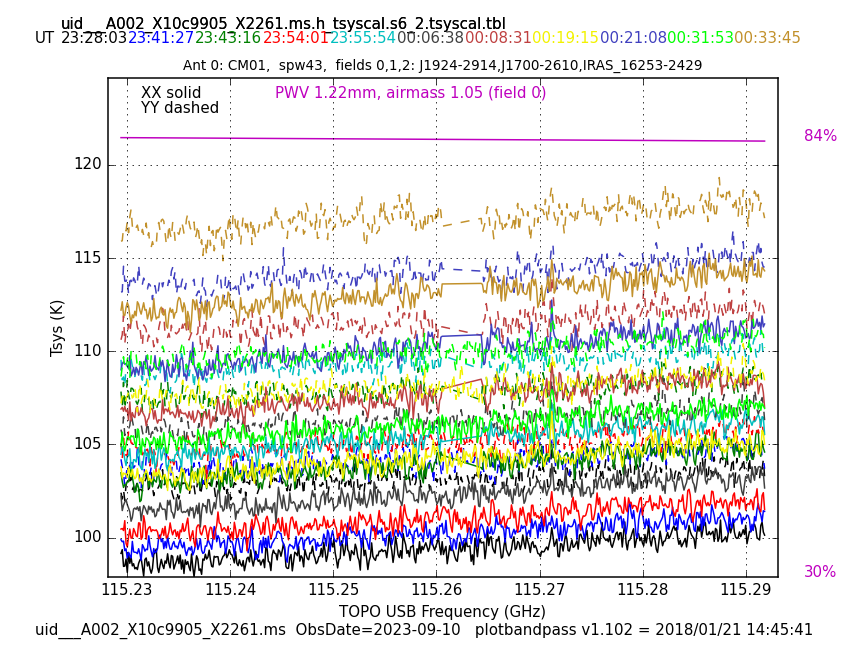 uid___A002_X10c9905_X2261.ms.h_tsyscal.s6_2.tsyscal.tbl
UT 23:28:03 23:41:27 23:43:16 23:54:01 23:55:54 00:06:38 00:08:31 00:19:15 00:21:08 00:31:53 00:33:45
Ant 0: CM01,  spw43,  fields 0,1,2: J1924-2914,J1700-2610,IRAS_16253-2429
XX solid
YY dashed
PWV 1.22mm, airmass 1.05 (field 0)
84%
120
115
110
105
100
Tsys (K)
30%
115.23 115.24 115.25 115.26 115.27 115.28 115.29
TOPO USB Frequency (GHz)
uid___A002_X10c9905_X2261.ms  ObsDate=2023-09-10   plotbandpass v1.102 = 2018/01/21 14:45:41